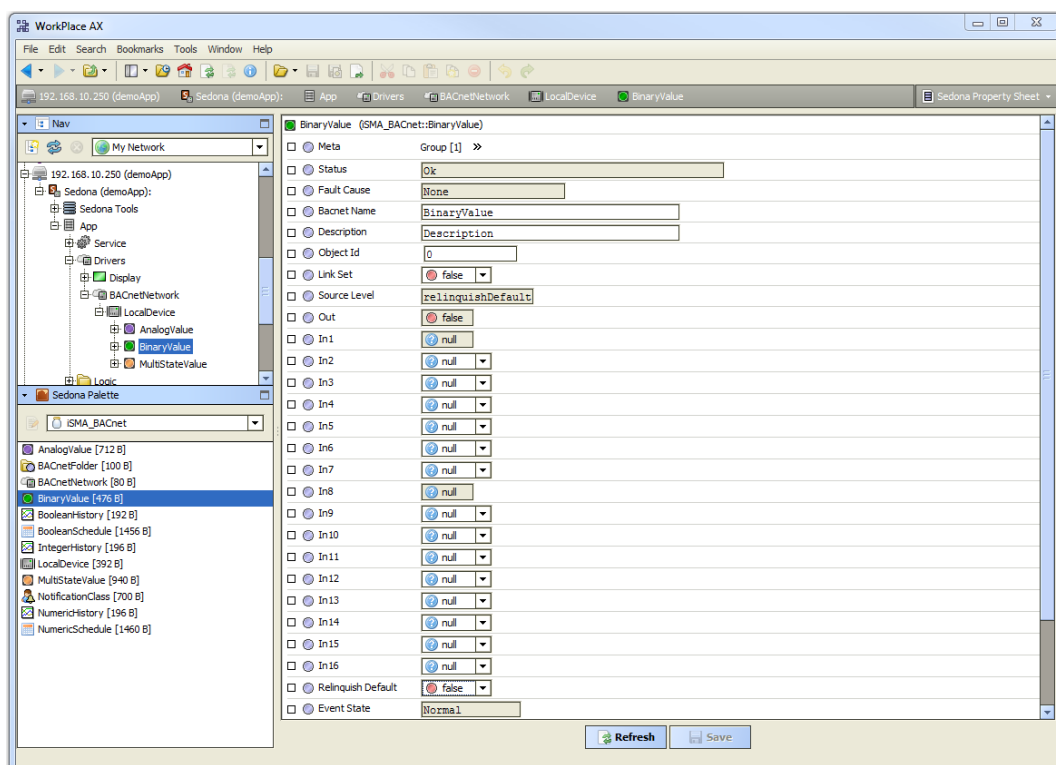 WorkPlace AX
File Edit Search Bookmarks Tools Window Help
192.168.10.250 (demoApp) Sedona (demoApp): App Drivers BACnetNetwork LocalDevice BinaryValue Sedona Property Sheet
Nav
My Network
192.168.10.250 (demoApp)
Sedona (demoApp):
Sedona Tools
App
Service
Drivers
Display
BACnetNetwork
LocalDevice
AnalogValue
BinaryValue
MultiStateValue
Logic
Sedona Palette
iSMA_BACnet
AnalogValue [712 B]
BACnetFolder [100 B]
BACnetNetwork [80 B]
BinaryValue [476 B]
BooleanHistory [192 B]
BooleanSchedule [1456 B]
IntegerHistory [196 B]
LocalDevice [392 B]
MultiStateValue [940 B]
NotificationClass [700 B]
NumericHistory [196 B]
NumericSchedule [1460 B]
BinaryValue (iSMA_BACnet::BinaryValue)
Meta Group [1] »
Status Ok
Fault Cause None
Bacnet Name BinaryValue
Description Description
Object Id 0
Link Set false
Source Level relinquishDefault
Out false
In1 null
In2 null
In3 null
In4 null
In5 null
In6 null
In7 null
In8 null
In9 null
In10 null
In11 null
In12 null
In13 null
In14 null
In15 null
In16 null
Relinquish Default false
Event State Normal
Refresh Save